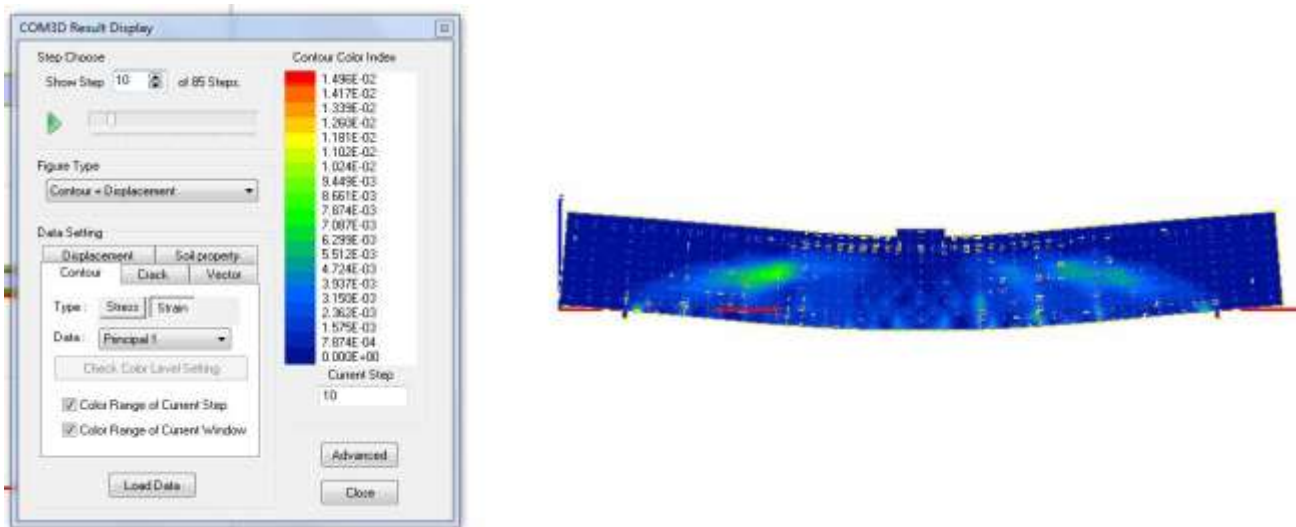 COM3D Result Display
Step Choose
Show Step 10 of 85 Steps.
Figure Type
Contour + Displacement
Data Setting
Displacement Soil property
Contour Crack Vector
Type : Stress Strain
Data : Principal 1
Check Color Level Setting
Color Range of Current Step
Color Range of Current Window
Load Data
Contour Color Index
1.496E-02
1.417E-02
1.339E-02
1.260E-02
1.181E-02
1.102E-02
1.024E-02
9.449E-03
8.661E-03
7.874E-03
7.087E-03
6.299E-03
5.512E-03
4.724E-03
3.937E-03
3.150E-03
2.362E-03
1.575E-03
7.874E-04
0.000E+00
Current Step
10
Advanced
Close